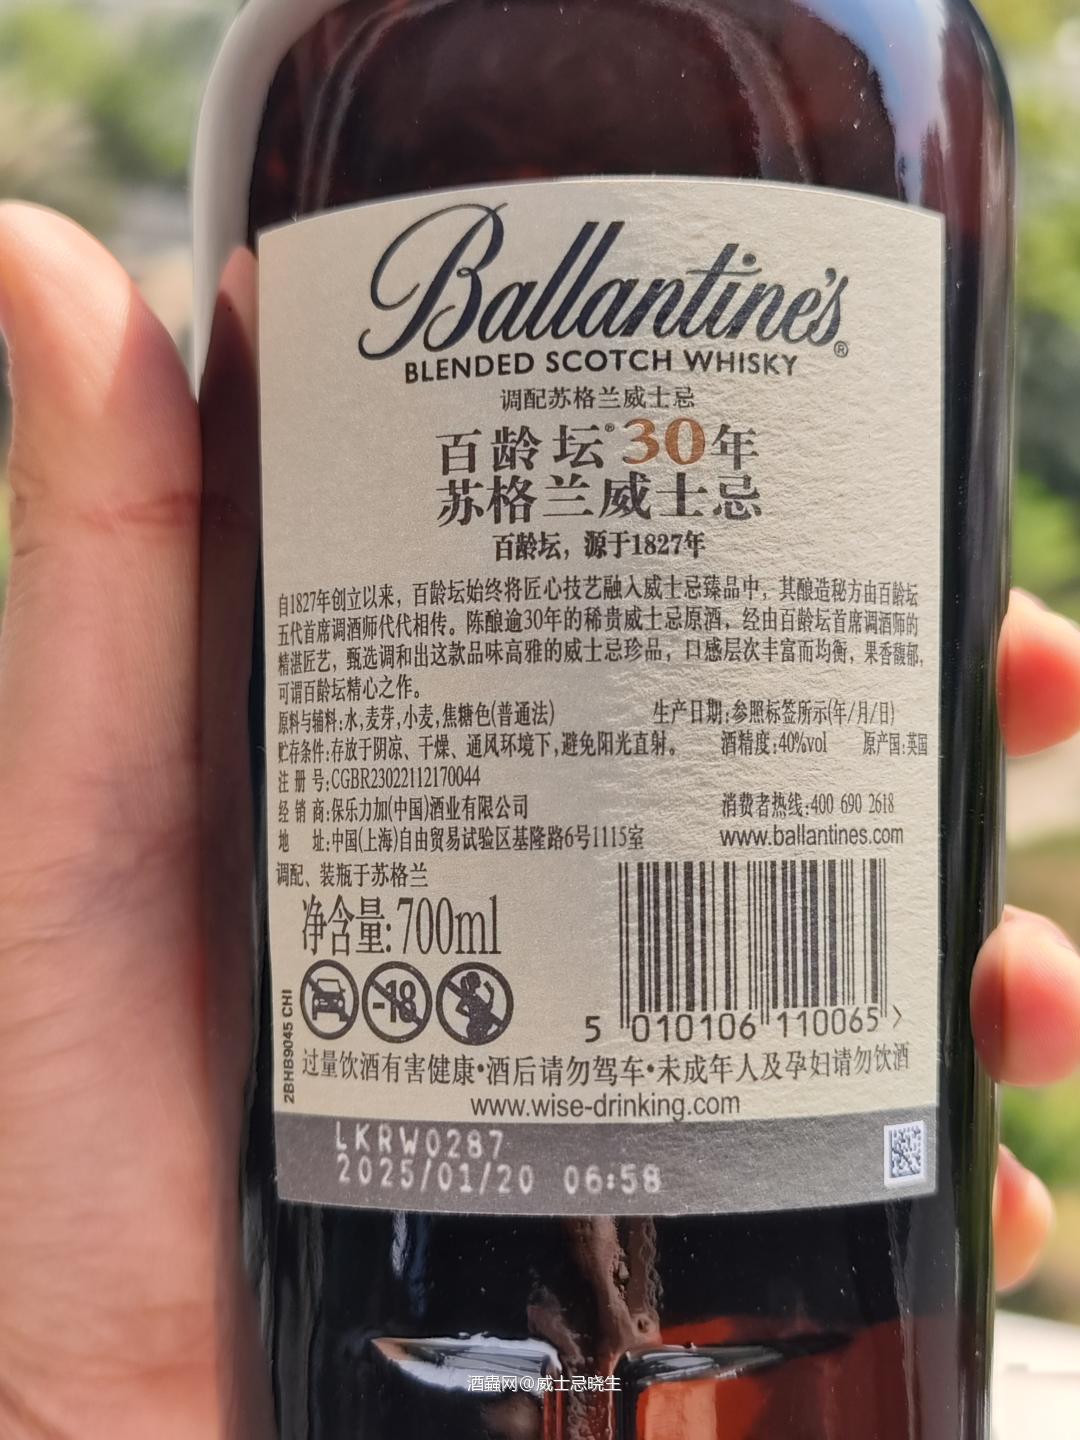 Ballantine's®
BLENDED SCOTCH WHISKY
调配苏格兰威士忌
百龄坛®30年
苏格兰威士忌
百龄坛，源于1827年
自1827年创立以来，百龄坛始终将匠心技艺融入威士忌臻品中，其酿造秘方由百龄坛
五代首席调酒师代代相传。陈酿逾30年的稀贵威士忌原酒，经由百龄坛首席调酒师的
精湛匠艺，甄选调和出这款品味高雅的威士忌珍品，口感层次丰富而均衡，果香馥郁，
可谓百龄坛精心之作。
原料与辅料:水,麦芽,小麦,焦糖色(普通法) 生产日期:参照标签所示(年/月/日)
贮存条件:存放于阴凉、干燥、通风环境下,避免阳光直射。 酒精度:40%vol 原产国:英国
注册号:CGBR23022112170044
经销商:保乐力加(中国)酒业有限公司 消费者热线:400 690 2618
地址:中国(上海)自由贸易试验区基隆路6号1115室 www.ballantines.com
调配、装瓶于苏格兰
净含量:700ml
-18
5 010106 110065 >
2BHB9045 CHI
过量饮酒有害健康•酒后请勿驾车•未成年人及孕妇请勿饮酒
www.wise-drinking.com
LKRW0287
2025/01/20 06:58
酒蟲网@威士忌晓生